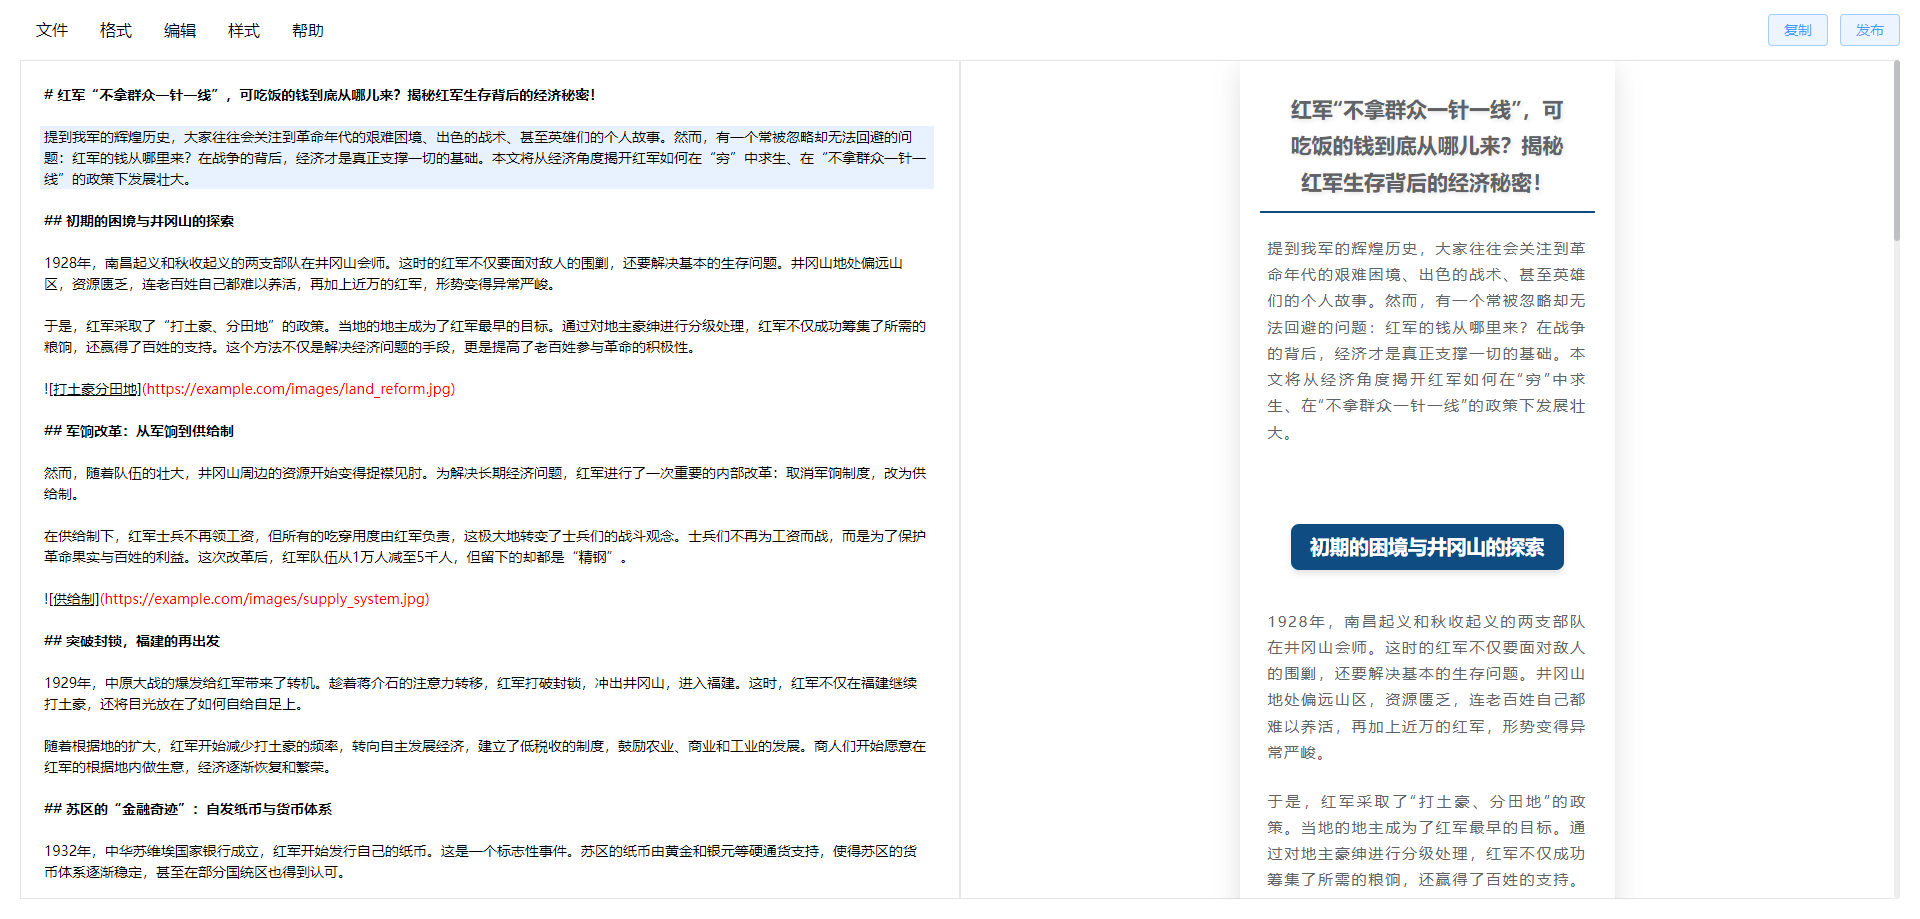 文件 格式 编辑 样式 帮助 复制 发布
# 红军“不拿群众一针一线”，可吃饭的钱到底从哪儿来？揭秘红军生存背后的经济秘密！
提到我军的辉煌历史，大家往往会关注到革命年代的艰难困境、出色的战术、甚至英雄们的个人故事。然而，有一个常被忽略却无法回避的问
题：红军的钱从哪里来？在战争的背后，经济才是真正支撑一切的基础。本文将从经济角度揭开红军如何在“穷”中求生、在“不拿群众一针一
线”的政策下发展壮大。
## 初期的困境与井冈山的探索
1928年，南昌起义和秋收起义的两支部队在井冈山会师。这时的红军不仅要面对敌人的围剿，还要解决基本的生存问题。井冈山地处偏远山
区，资源匮乏，连老百姓自己都难以养活，再加上近万的红军，形势变得异常严峻。
于是，红军采取了“打土豪、分田地”的政策。当地的地主成为了红军最早的目标。通过对地主豪绅进行分级处理，红军不仅成功筹集了所需的
粮饷，还赢得了百姓的支持。这个方法不仅是解决经济问题的手段，更是提高了老百姓参与革命的积极性。
![打土豪分田地](https://example.com/images/land_reform.jpg)
## 军饷改革：从军饷到供给制
然而，随着队伍的壮大，井冈山周边的资源开始变得捉襟见肘。为解决长期经济问题，红军进行了一次重要的内部改革：取消军饷制度，改为供
给制。
在供给制下，红军士兵不再领工资，但所有的吃穿用度由红军负责，这极大地转变了士兵们的战斗观念。士兵们不再为工资而战，而是为了保护
革命果实与百姓的利益。这次改革后，红军队伍从1万人减至5千人，但留下的却都是“精钢”。
![供给制](https://example.com/images/supply_system.jpg)
## 突破封锁，福建的再出发
1929年，中原大战的爆发给红军带来了转机。趁着蒋介石的注意力转移，红军打破封锁，冲出井冈山，进入福建。这时，红军不仅在福建继续
打土豪，还将目光放在了如何自给自足上。
随着根据地的扩大，红军开始减少打土豪的频率，转向自主发展经济，建立了低税收的制度，鼓励农业、商业和工业的发展。商人们开始愿意在
红军的根据地内做生意，经济逐渐恢复和繁荣。
## 苏区的“金融奇迹”：自发纸币与货币体系
1932年，中华苏维埃国家银行成立，红军开始发行自己的纸币。这是一个标志性事件。苏区的纸币由黄金和银元等硬通货支持，使得苏区的货
币体系逐渐稳定，甚至在部分国统区也得到认可。
红军“不拿群众一针一线”，可
吃饭的钱到底从哪儿来？揭秘
红军生存背后的经济秘密！
提到我军的辉煌历史，大家往往会关注到革
命年代的艰难困境、出色的战术、甚至英雄
们的个人故事。然而，有一个常被忽略却无
法回避的问题：红军的钱从哪里来？在战争
的背后，经济才是真正支撑一切的基础。本
文将从经济角度揭开红军如何在“穷”中求
生、在“不拿群众一针一线”的政策下发展壮
大。
初期的困境与井冈山的探索
1928年，南昌起义和秋收起义的两支部队
在井冈山会师。这时的红军不仅要面对敌人
的围剿，还要解决基本的生存问题。井冈山
地处偏远山区，资源匮乏，连老百姓自己都
难以养活，再加上近万的红军，形势变得异
常严峻。
于是，红军采取了“打土豪、分田地”的政
策。当地的地主成为了红军最早的目标。通
过对地主豪绅进行分级处理，红军不仅成功
筹集了所需的粮饷，还赢得了百姓的支持。